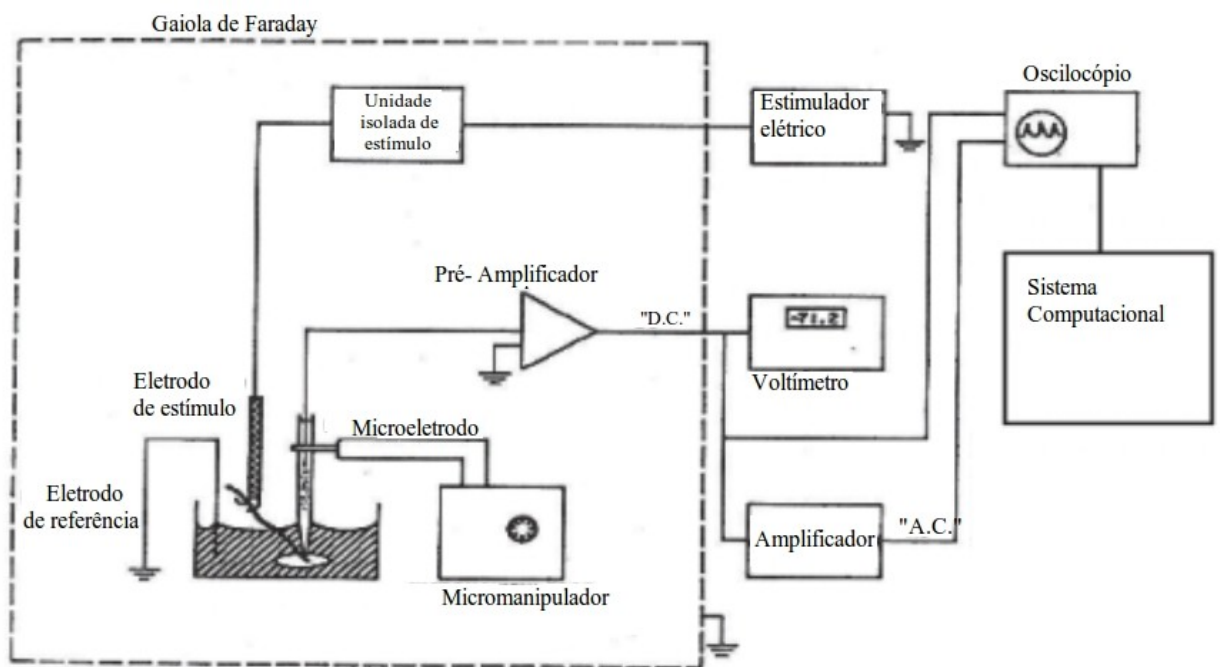 Gaiola de Faraday
Oscilocópio
Unidade
isolada de
estímulo
Estimulador
elétrico
Pré- Amplificador
"D.C."
-71.2
Voltímetro
Sistema
Computacional
Eletrodo
de estímulo
Microeletrodo
Eletrodo
de referência
Amplificador
"A.C."
Micromanipulador